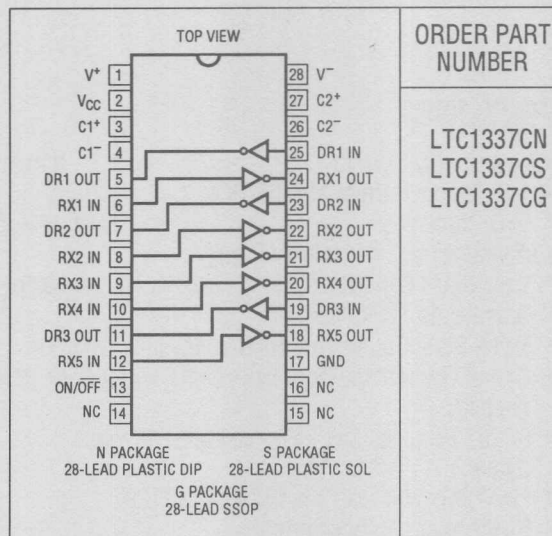 TOP VIEW
V+ 1
28 V−
VCC 2
27 C2+
C1+ 3
26 C2−
C1− 4
25 DR1 IN
DR1 OUT 5
24 RX1 OUT
RX1 IN 6
23 DR2 IN
DR2 OUT 7
22 RX2 OUT
RX2 IN 8
21 RX3 OUT
RX3 IN 9
20 RX4 OUT
RX4 IN 10
19 DR3 IN
DR3 OUT 11
18 RX5 OUT
RX5 IN 12
17 GND
ON/OFF 13
16 NC
NC 14
15 NC
N PACKAGE
28-LEAD PLASTIC DIP
S PACKAGE
28-LEAD PLASTIC SOL
G PACKAGE
28-LEAD SSOP
ORDER PART
NUMBER
LTC1337CN
LTC1337CS
LTC1337CG